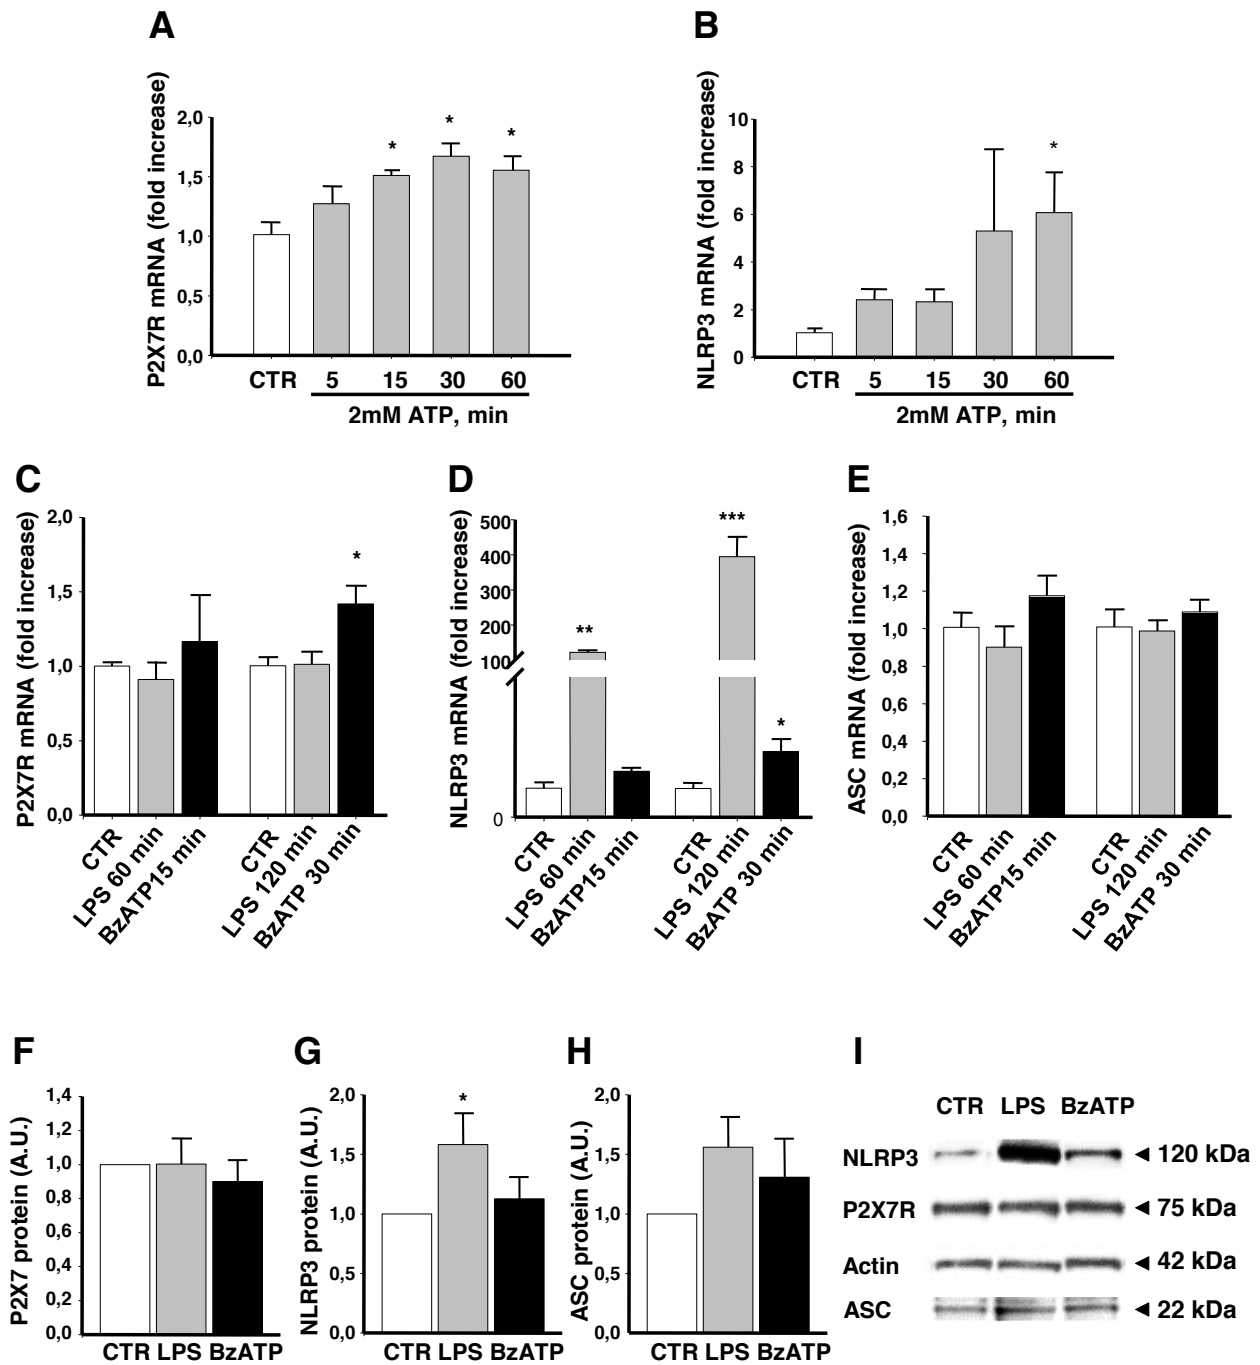 A
P2X7R mRNA (fold increase)
2,0
1,5
1,0
0,5
0,0
*
*
*
CTR 5 15 30 60
2mM ATP, min
B
NLRP3 mRNA (fold increase)
10
8
6
4
2
0
*
CTR 5 15 30 60
2mM ATP, min
C
P2X7R mRNA (fold increase)
2,0
1,5
1,0
0,5
0,0
*
CTR
LPS 60 min
BzATP15 min
CTR
LPS 120 min
BzATP 30 min
D
NLRP3 mRNA (fold increase)
500
400
300
200
100
0
**
***
*
CTR
LPS 60 min
BzATP15 min
CTR
LPS 120 min
BzATP 30 min
E
ASC mRNA (fold increase)
1,6
1,4
1,2
1,0
0,8
0,6
0,4
0,2
0,0
CTR
LPS 60 min
BzATP15 min
CTR
LPS 120 min
BzATP 30 min
F
P2X7 protein (A.U.)
1,4
1,2
1,0
0,8
0,6
0,4
0,2
0,0
CTR LPS BzATP
G
NLRP3 protein (A.U.)
2,0
1,5
1,0
0,5
0,0
*
CTR LPS BzATP
H
ASC protein (A.U.)
2,0
1,5
1,0
0,5
0,0
CTR LPS BzATP
I
CTR LPS BzATP
NLRP3 ◄ 120 kDa
P2X7R ◄ 75 kDa
Actin ◄ 42 kDa
ASC ◄ 22 kDa